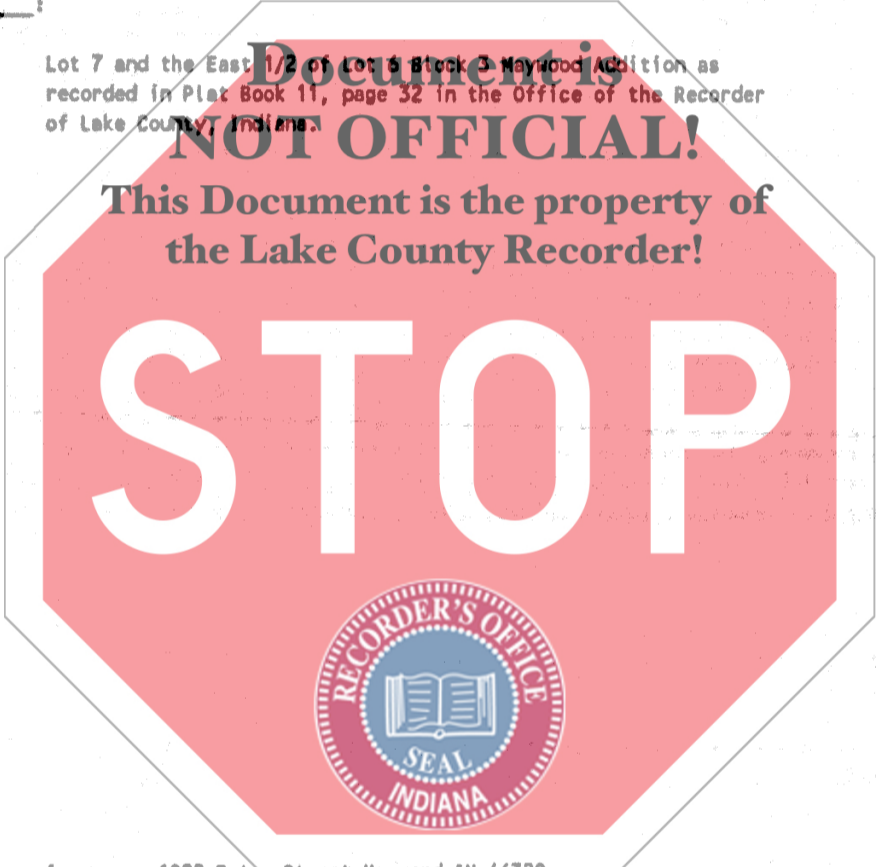 Lot 7 and the East 1/2 of Lot 6 Block 3 Maywood Addition as
recorded in Plat Book 11, page 32 in the Office of the Recorder
of Lake County, Indiana.
Document is
NOT OFFICIAL!
This Document is the property of
the Lake County Recorder!
STOP
RECORDER'S OFFICE
SEAL
INDIANA